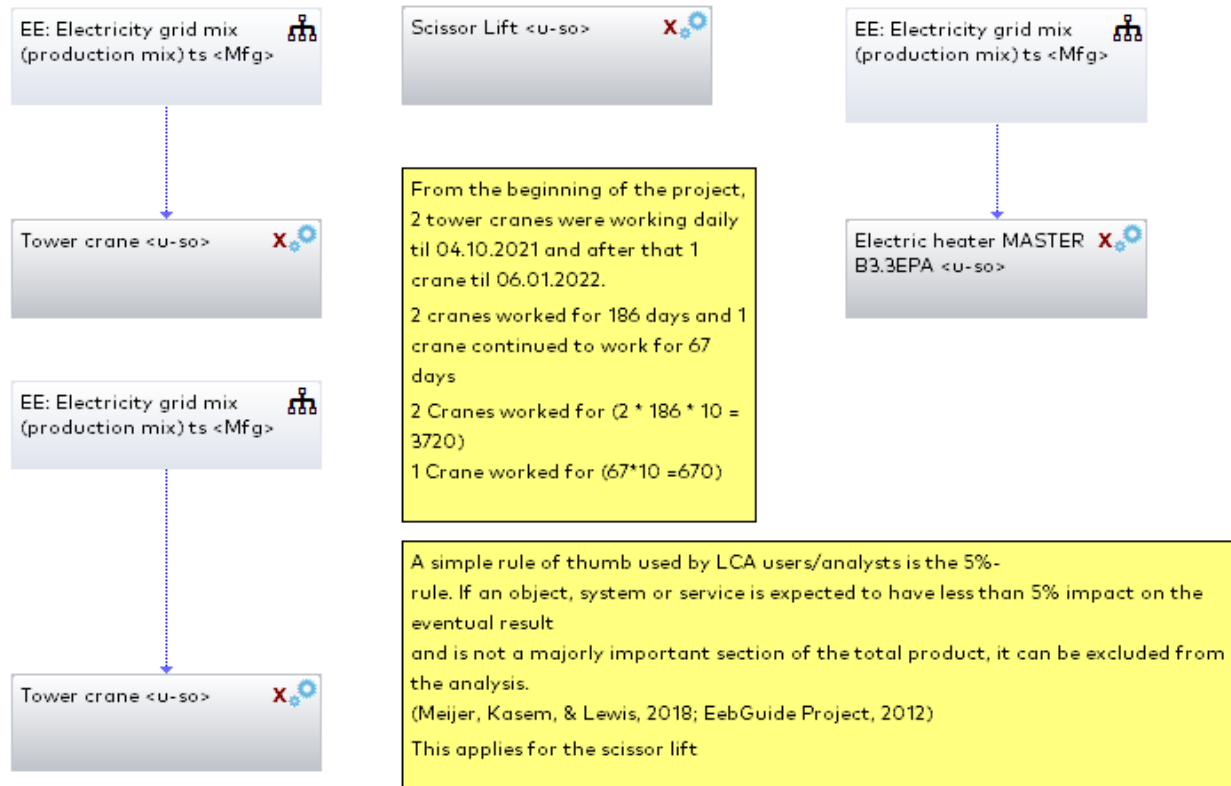 EE: Electricity grid mix
(production mix) ts <Mfg>
Scissor Lift <u-so>
X
EE: Electricity grid mix
(production mix) ts <Mfg>
From the beginning of the project,
2 tower cranes were working daily
til 04.10.2021 and after that 1
crane til 06.01.2022.
2 cranes worked for 186 days and 1
crane continued to work for 67
days
2 Cranes worked for (2 * 186 * 10 =
3720)
1 Crane worked for (67*10 =670)
Tower crane <u-so>
X
Electric heater MASTER
B3.3EPA <u-so>
X
EE: Electricity grid mix
(production mix) ts <Mfg>
A simple rule of thumb used by LCA users/analysts is the 5%-
rule. If an object, system or service is expected to have less than 5% impact on the
eventual result
and is not a majorly important section of the total product, it can be excluded from
the analysis.
(Meijer, Kasem, & Lewis, 2018; EebGuide Project, 2012)
This applies for the scissor lift
Tower crane <u-so>
X